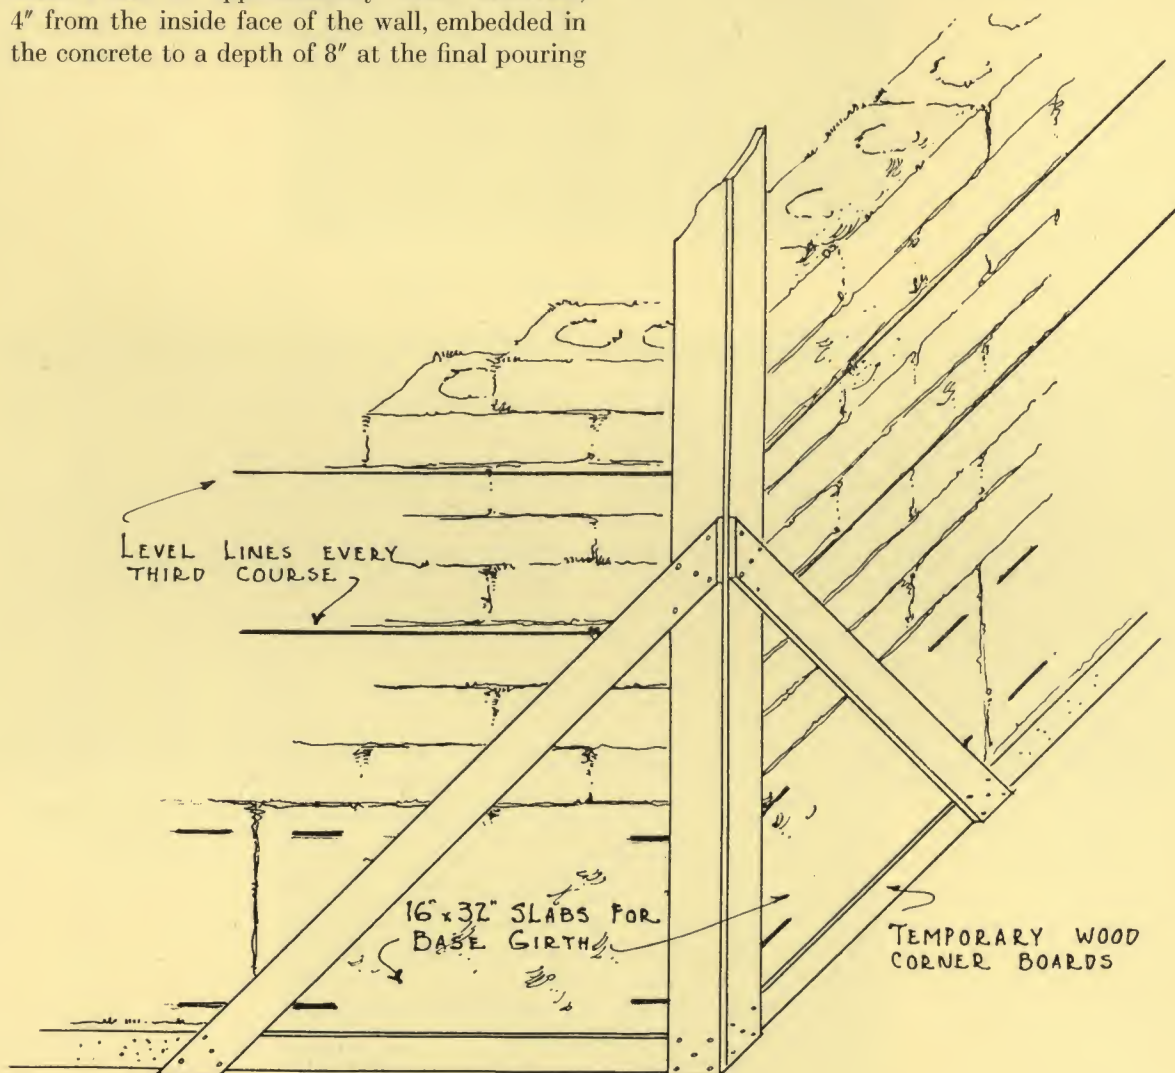 4" from the inside face of the wall, embedded in
the concrete to a depth of 8" at the final pouring
LEVEL LINES EVERY
THIRD COURSE
16" x 32" SLABS FOR
BASE GIRTH
TEMPORARY WOOD
CORNER BOARDS